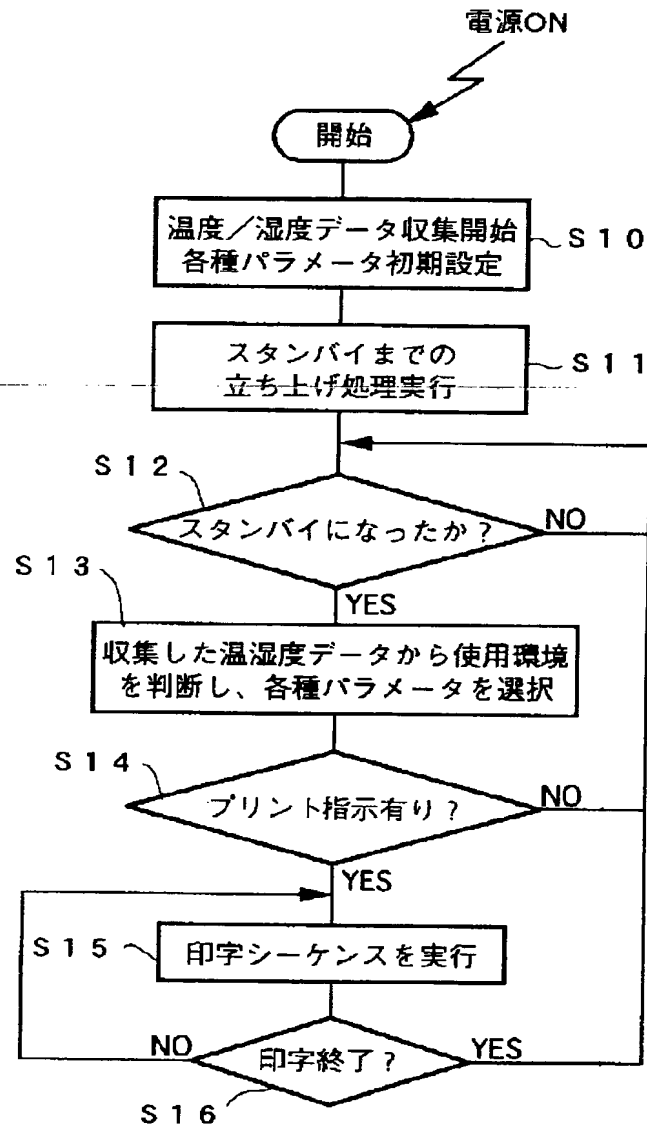 電源ON
開始
温度／湿度データ収集開始
各種パラメータ初期設定
S10
スタンバイまでの
立ち上げ処理実行
S11
S12
スタンバイになったか？
NO
S13
YES
収集した温湿度データから使用環境
を判断し、各種パラメータを選択
S14
プリント指示有り？
NO
YES
S15
印字シーケンスを実行
NO
印字終了？
YES
S16